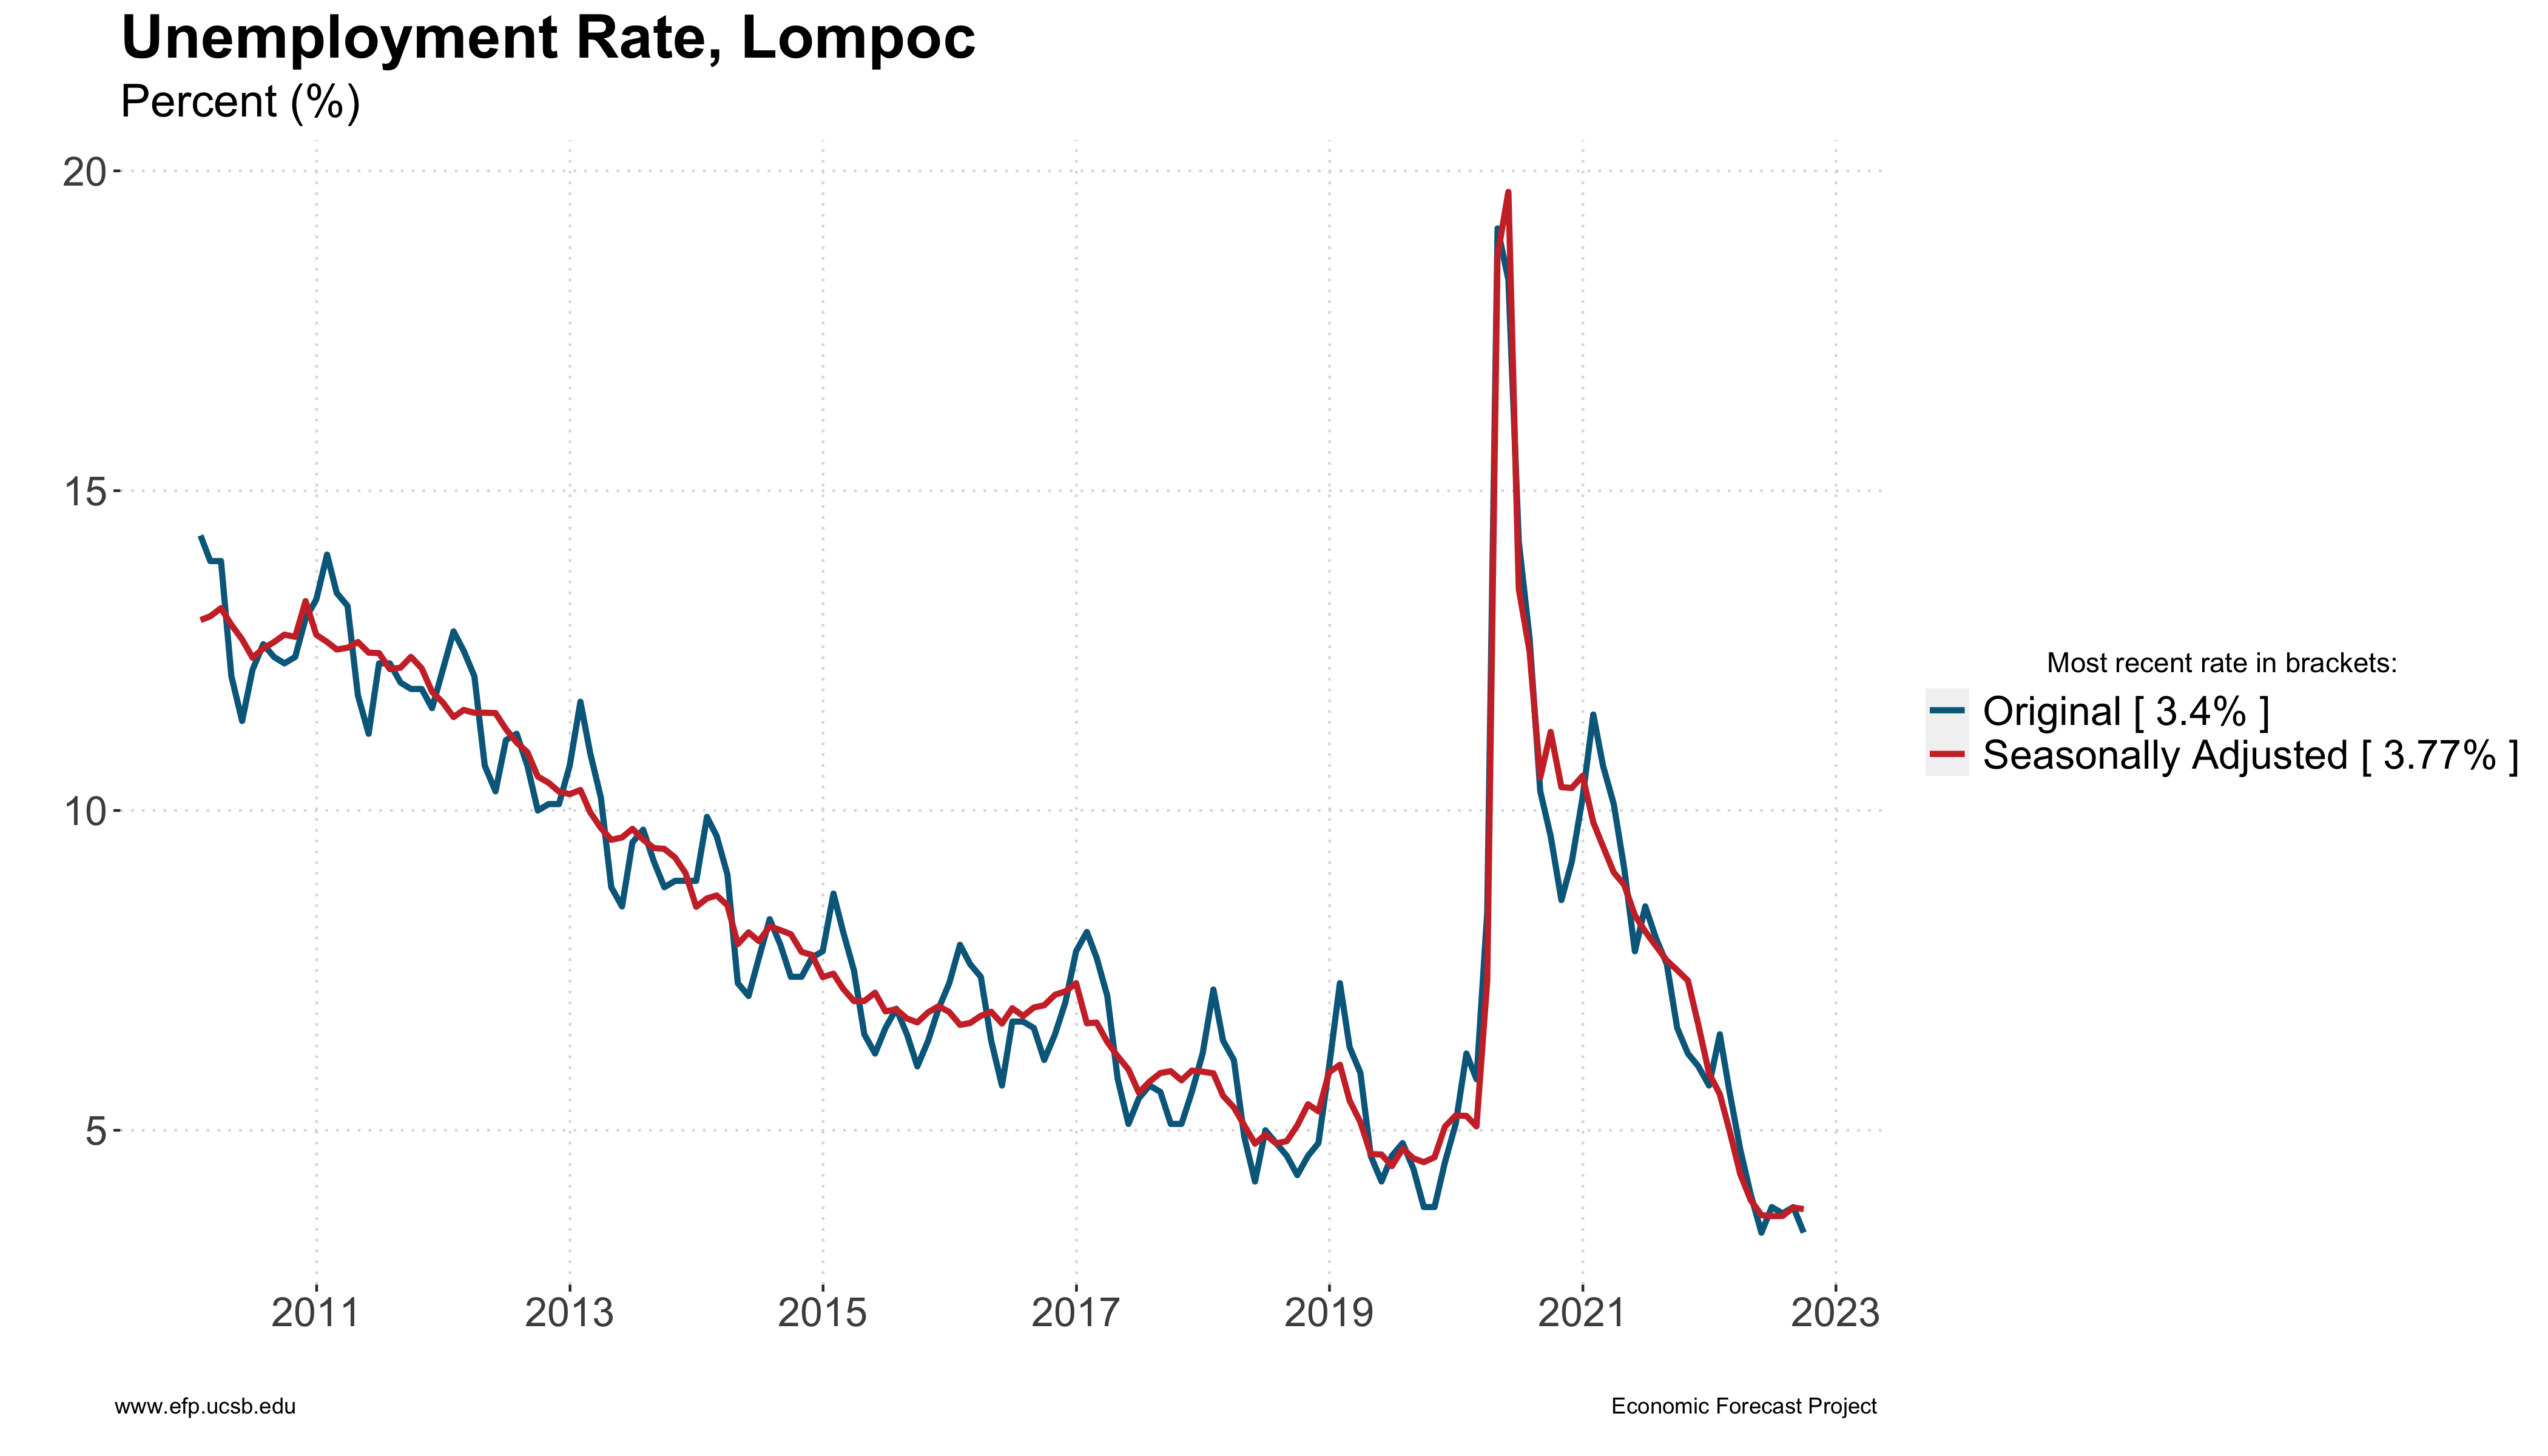 Unemployment Rate, Lompoc
Percent (%)
20
15
10
5
2011 2013 2015 2017 2019 2021 2023
Most recent rate in brackets:
Original [ 3.4% ]
Seasonally Adjusted [ 3.77% ]
www.efp.ucsb.edu
Economic Forecast Project